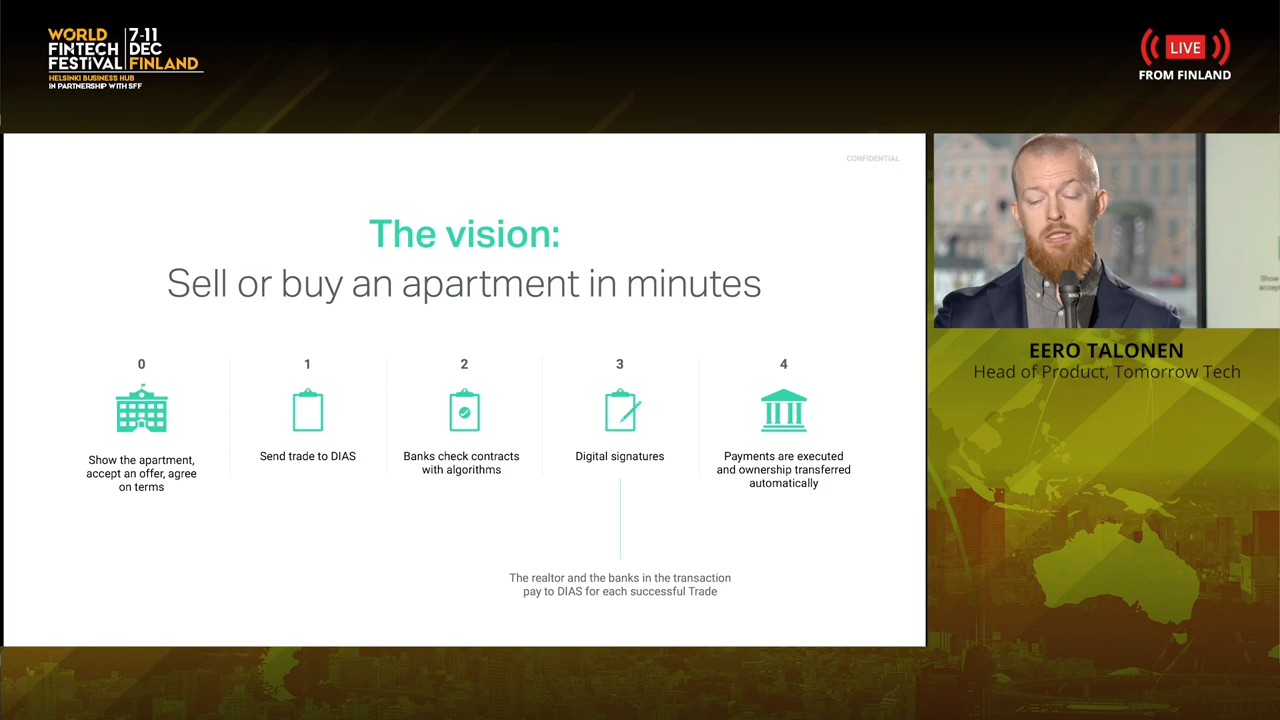 WORLD
FINTECH
FESTIVAL
7-11
DEC
FINLAND
HELSINKI BUSINESS HUB
IN PARTNERSHIP WITH SFF
LIVE
FROM FINLAND
CONFIDENTIAL
The vision:
Sell or buy an apartment in minutes
0
Show the apartment,
accept an offer, agree
on terms
1
Send trade to DIAS
2
Banks check contracts
with algorithms
3
Digital signatures
4
Payments are executed
and ownership transferred
automatically
The realtor and the banks in the transaction
pay to DIAS for each successful Trade
Show
EERO TALONEN
Head of Product, Tomorrow Tech